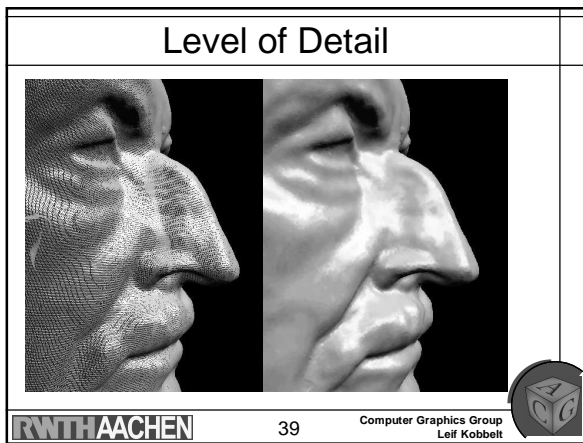 Level of Detail
RWTHAACHEN
39
Computer Graphics Group
Leif Kobbelt
A
C G